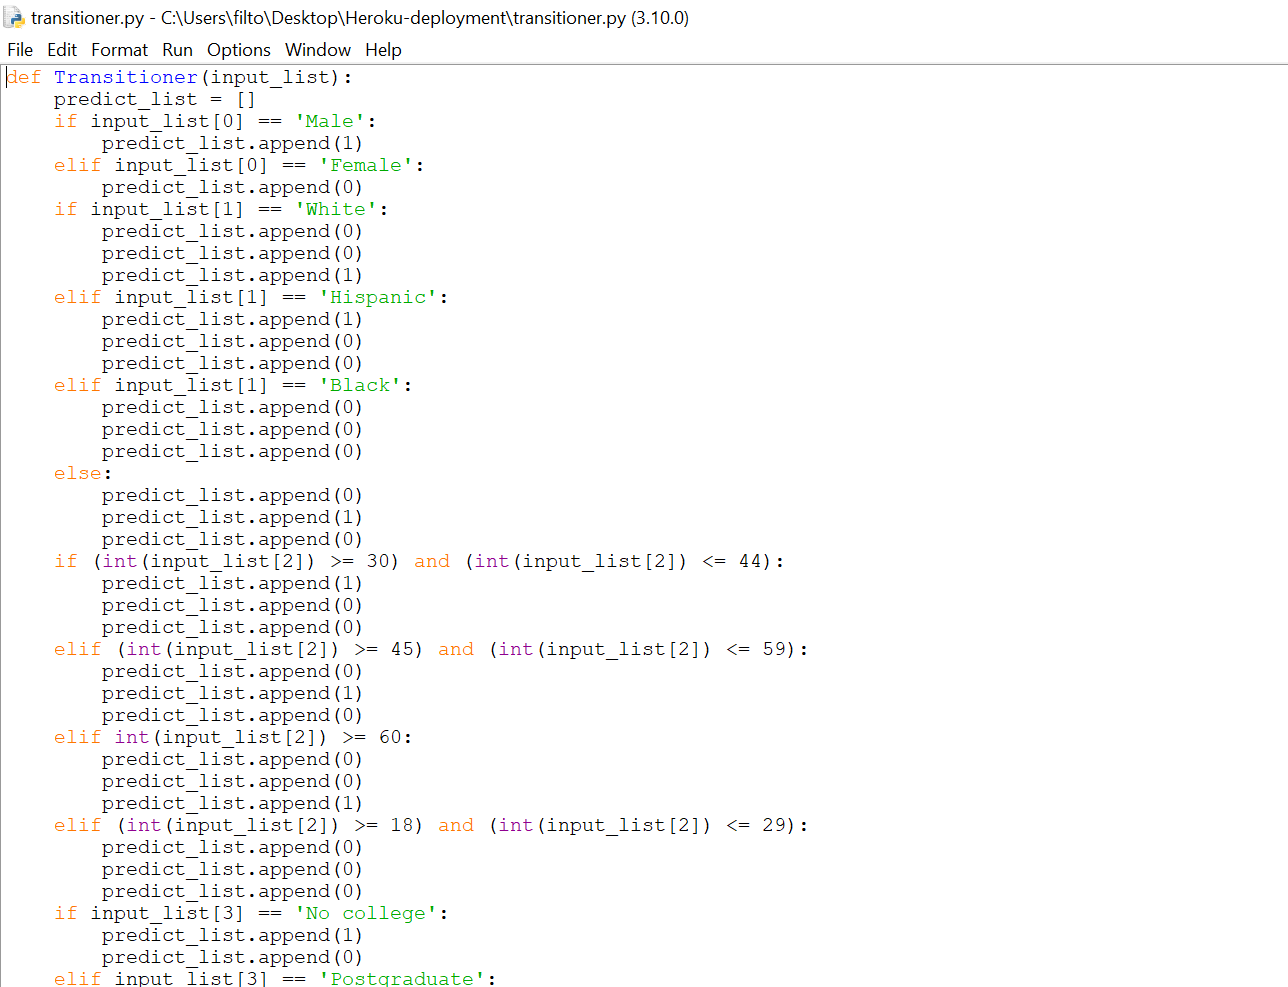 transitioner.py - C:\Users\filto\Desktop\Heroku-deployment\transitioner.py (3.10.0)
File Edit Format Run Options Window Help
def Transitioner(input_list):
    predict_list = []
    if input_list[0] == 'Male':
        predict_list.append(1)
    elif input_list[0] == 'Female':
        predict_list.append(0)
    if input_list[1] == 'White':
        predict_list.append(0)
        predict_list.append(0)
        predict_list.append(1)
    elif input_list[1] == 'Hispanic':
        predict_list.append(1)
        predict_list.append(0)
        predict_list.append(0)
    elif input_list[1] == 'Black':
        predict_list.append(0)
        predict_list.append(0)
        predict_list.append(0)
    else:
        predict_list.append(0)
        predict_list.append(1)
        predict_list.append(0)
    if (int(input_list[2]) >= 30) and (int(input_list[2]) <= 44):
        predict_list.append(1)
        predict_list.append(0)
        predict_list.append(0)
    elif (int(input_list[2]) >= 45) and (int(input_list[2]) <= 59):
        predict_list.append(0)
        predict_list.append(1)
        predict_list.append(0)
    elif int(input_list[2]) >= 60:
        predict_list.append(0)
        predict_list.append(0)
        predict_list.append(1)
    elif (int(input_list[2]) >= 18) and (int(input_list[2]) <= 29):
        predict_list.append(0)
        predict_list.append(0)
        predict_list.append(0)
    if input_list[3] == 'No college':
        predict_list.append(1)
        predict_list.append(0)
    elif input_list[3] == 'Postgraduate':